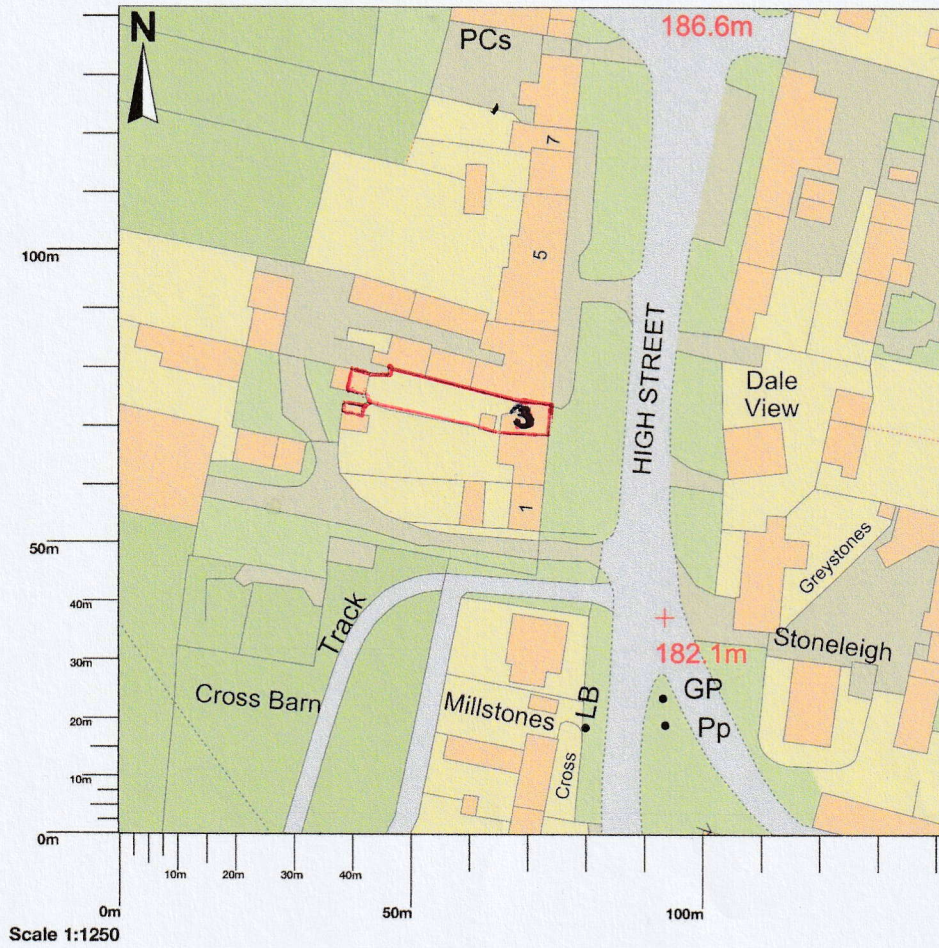 N
PCs
186.6m
7
5
100m
HIGH STREET
Dale
View
3
1
50m
Greystones
40m
Track
182.1m
Stoneleigh
30m
Cross Barn
Millstones
LB
GP
20m
Pp
Cross
10m
0m
10m
20m
30m
40m
0m
50m
100m
Scale 1:1250